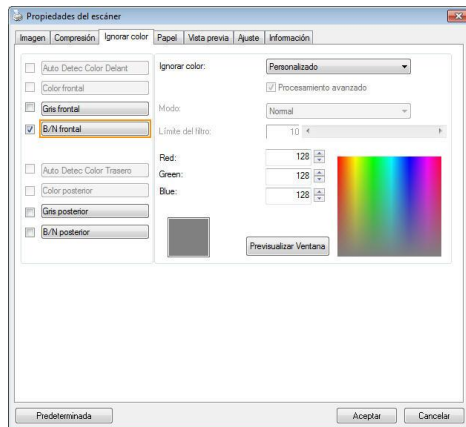 Propiedades del escáner
Imagen Compresión Ignorar color Papel Vista previa Ajuste Información
Auto Detec Color Delant
Color frontal
Gris frontal
B/N frontal
Auto Detec Color Trasero
Color posterior
Gris posterior
B/N posterior
Ignorar color: Personalizado
Procesamiento avanzado
Modo: Normal
Límite del filtro: 10
Red: 128
Green: 128
Blue: 128
Previsualizar Ventana
Predeterminada Aceptar Cancelar